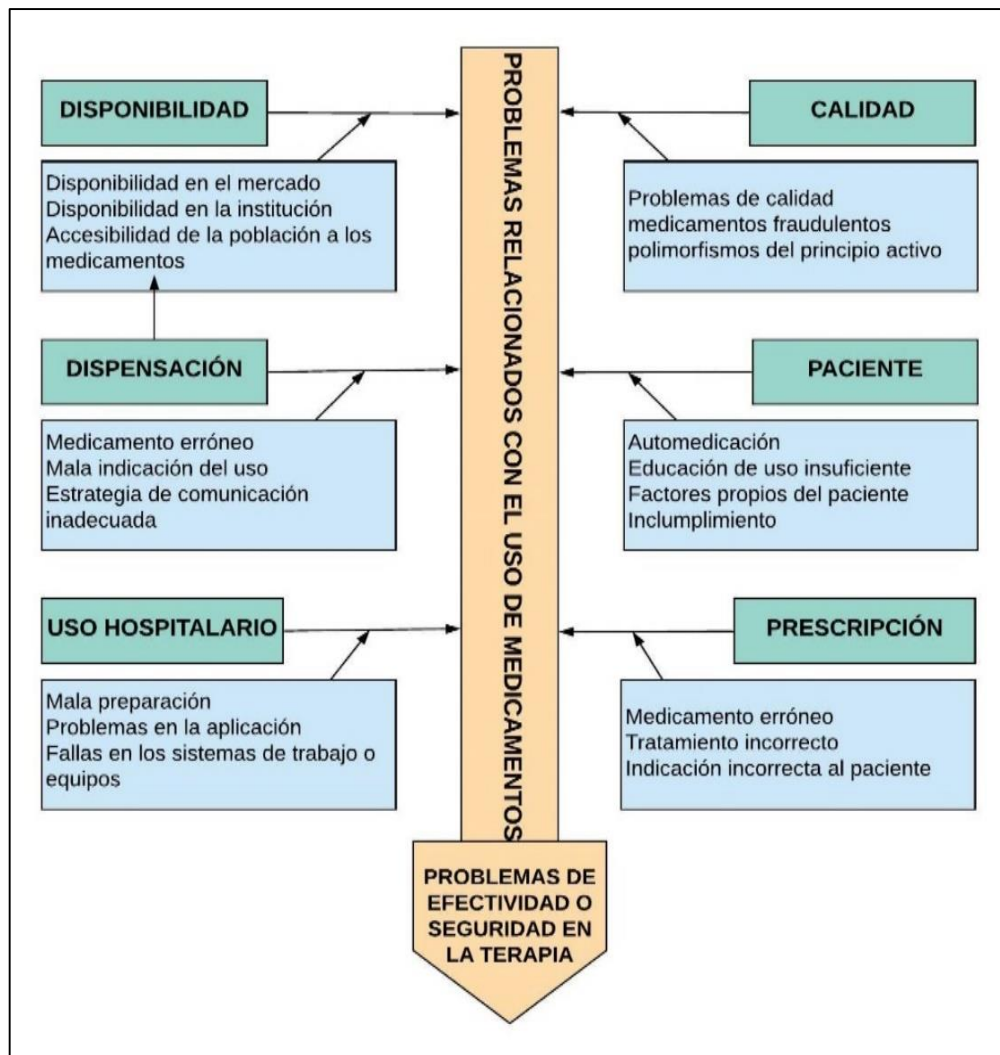 DISPONIBILIDAD
Disponibilidad en el mercado
Disponibilidad en la institución
Accesibilidad de la población a los
medicamentos
DISPENSACIÓN
Medicamento erróneo
Mala indicación del uso
Estrategia de comunicación
inadecuada
USO HOSPITALARIO
Mala preparación
Problemas en la aplicación
Fallas en los sistemas de trabajo o
equipos
PROBLEMAS RELACIONADOS CON EL USO DE MEDICAMENTOS
CALIDAD
Problemas de calidad
medicamentos fraudulentos
polimorfismos del principio activo
PACIENTE
Automedicación
Educación de uso insuficiente
Factores propios del paciente
Inclumplimiento
PRESCRIPCIÓN
Medicamento erróneo
Tratamiento incorrecto
Indicación incorrecta al paciente
PROBLEMAS DE
EFECTIVIDAD O
SEGURIDAD EN
LA TERAPIA